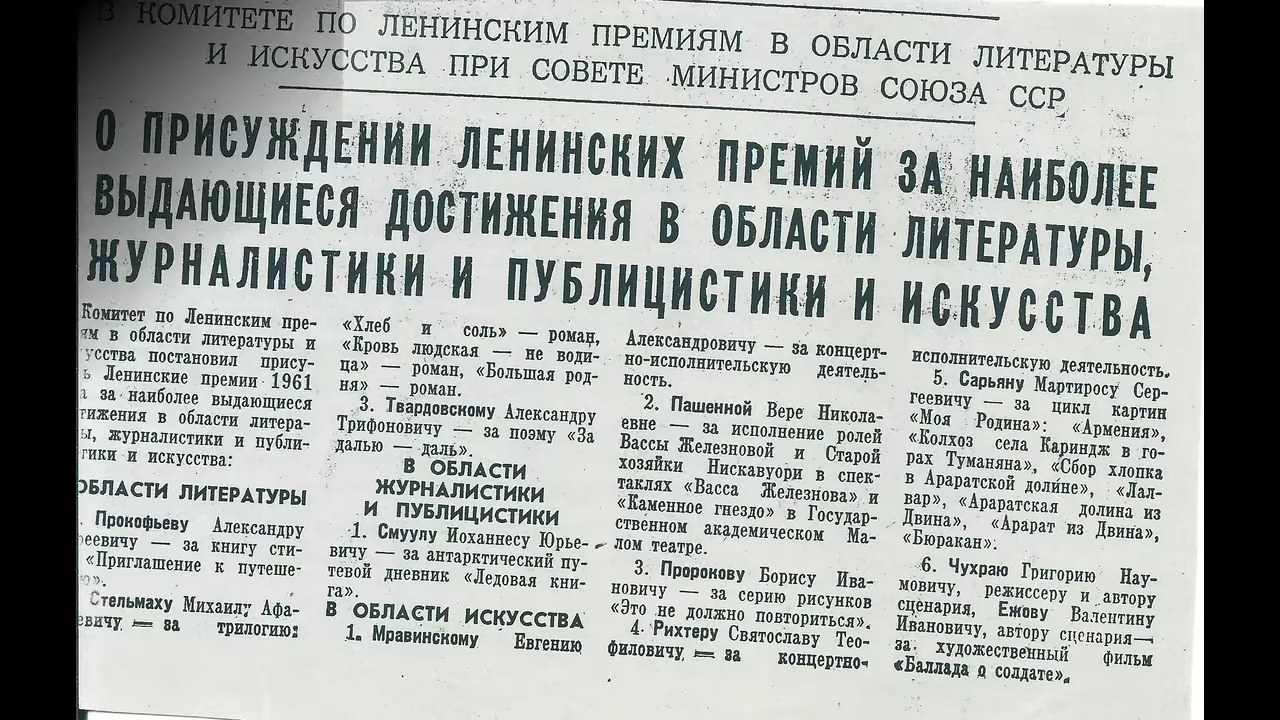 В КОМИТЕТЕ ПО ЛЕНИНСКИМ ПРЕМИЯМ В ОБЛАСТИ ЛИТЕРАТУРЫ
И ИСКУССТВА ПРИ СОВЕТЕ МИНИСТРОВ СОЮЗА ССР
О ПРИСУЖДЕНИИ ЛЕНИНСКИХ ПРЕМИЙ ЗА НАИБОЛЕЕ
ВЫДАЮЩИЕСЯ ДОСТИЖЕНИЯ В ОБЛАСТИ ЛИТЕРАТУРЫ,
ЖУРНАЛИСТИКИ И ПУБЛИЦИСТИКИ И ИСКУССТВА
Комитет по Ленинским пре-
ям в области литературы и
усства постановил прису-
ь Ленинские премии 1961
а за наиболее выдающиеся
тижения в области литера-
ы, журналистики и публи-
тики и искусства:
ОБЛАСТИ ЛИТЕРАТУРЫ
. Прокофьеву Александру
реевичу — за книгу сти-
«Приглашение к путеше-
ю».
Стельмаху Михаилу Афа-
евичу — за трилогию:
«Хлеб и соль» — роман,
«Кровь людская — не води-
ца» — роман, «Большая род-
ня» — роман.
3. Твардовскому Александру
Трифоновичу — за поэму «За
далью — даль».
В ОБЛАСТИ
ЖУРНАЛИСТИКИ
И ПУБЛИЦИСТИКИ
1. Смуулу Иоханнесу Юрье-
вичу — за антарктический пу-
тевой дневник «Ледовая кни-
га».
В ОБЛАСТИ ИСКУССТВА
1. Мравинскому Евгению
Александровичу — за концерт-
но-исполнительскую деятель-
ность.
2. Пашенной Вере Никола-
евне — за исполнение ролей
Вассы Железновой и Старой
хозяйки Нискавуори в спек-
таклях «Васса Железнова» и
«Каменное гнездо» в Государ-
ственном академическом Ма-
лом театре.
3. Пророкову Борису Ива-
новичу — за серию рисунков
«Это не должно повториться».
4. Рихтеру Святославу Тео-
филовичу — за концертно-
исполнительскую деятельность.
5. Сарьяну Мартиросу Сер-
геевичу — за цикл картин
«Моя Родина»: «Армения»,
«Колхоз села Кариндж в го-
рах Туманяна», «Сбор хлопка
в Араратской долине», «Лал-
вар», «Араратская долина из
Двина», «Арарат из Двина»,
«Бюракан».
6. Чухраю Григорию Нау-
мовичу, режиссеру и автору
сценария, Ежову Валентину
Ивановичу, автору сценария—
за художественный фильм
«Баллада о солдате».